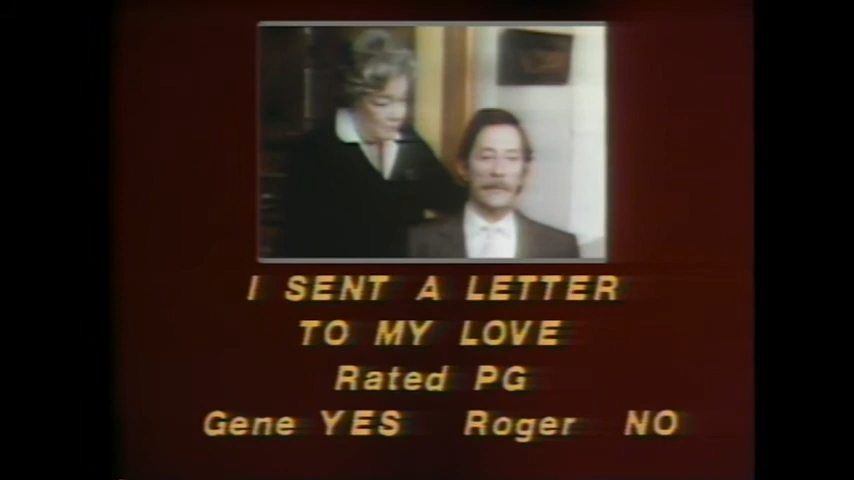 I SENT A LETTER
TO MY LOVE
Rated PG
Gene YES Roger NO